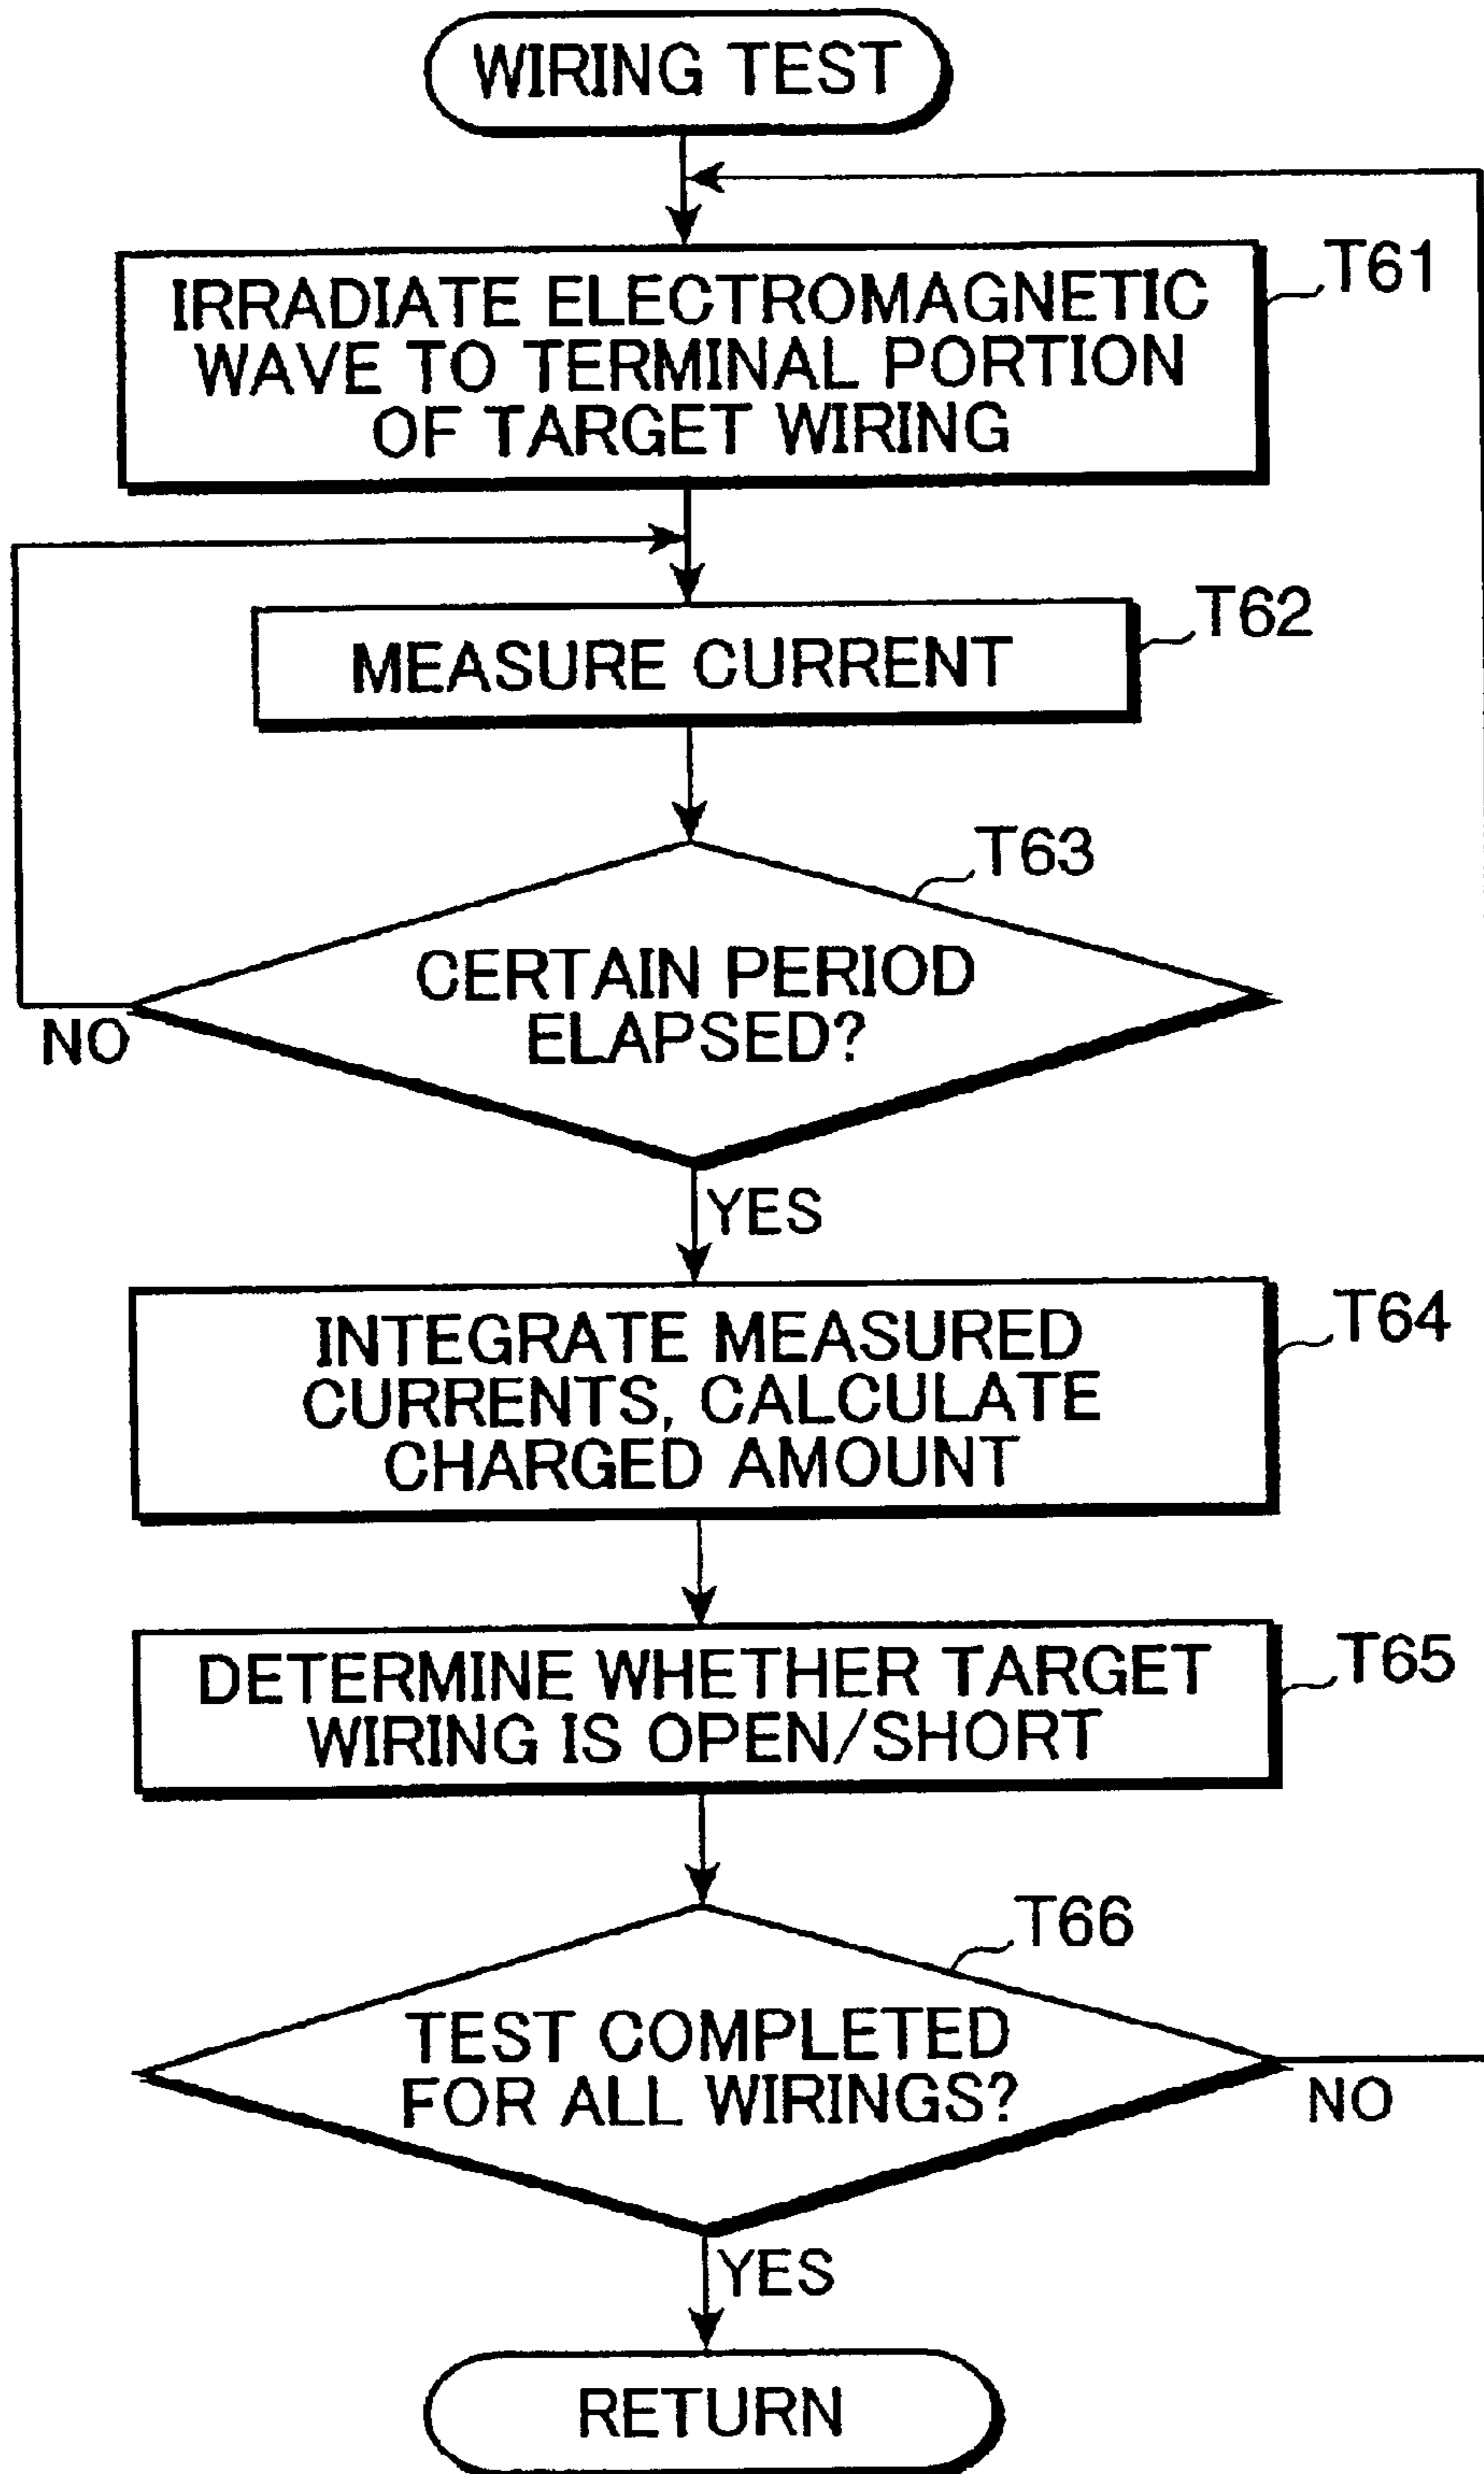 WIRING TEST
T61
IRRADIATE ELECTROMAGNETIC
WAVE TO TERMINAL PORTION
OF TARGET WIRING
T62
MEASURE CURRENT
T63
CERTAIN PERIOD
ELAPSED?
NO
YES
T64
INTEGRATE MEASURED
CURRENTS, CALCULATE
CHARGED AMOUNT
T65
DETERMINE WHETHER TARGET
WIRING IS OPEN/SHORT
T66
TEST COMPLETED
FOR ALL WIRINGS?
NO
YES
RETURN